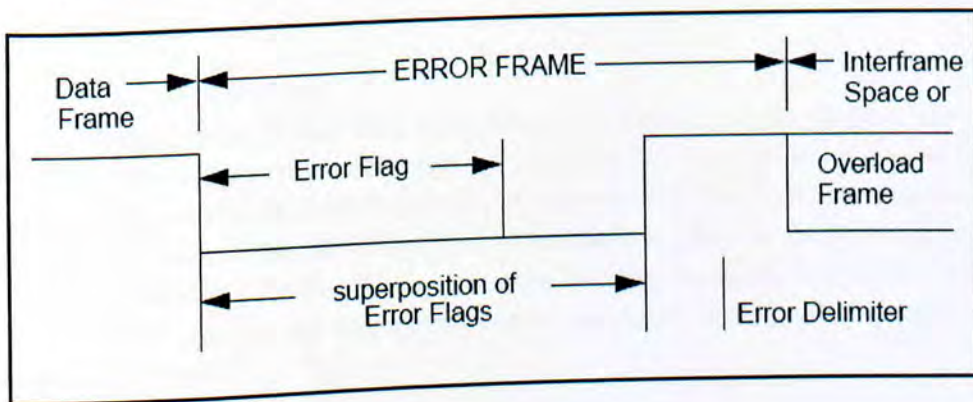 Data
Frame
ERROR FRAME
Interframe
Space or
Error Flag
Overload
Frame
superposition of
Error Flags
Error Delimiter